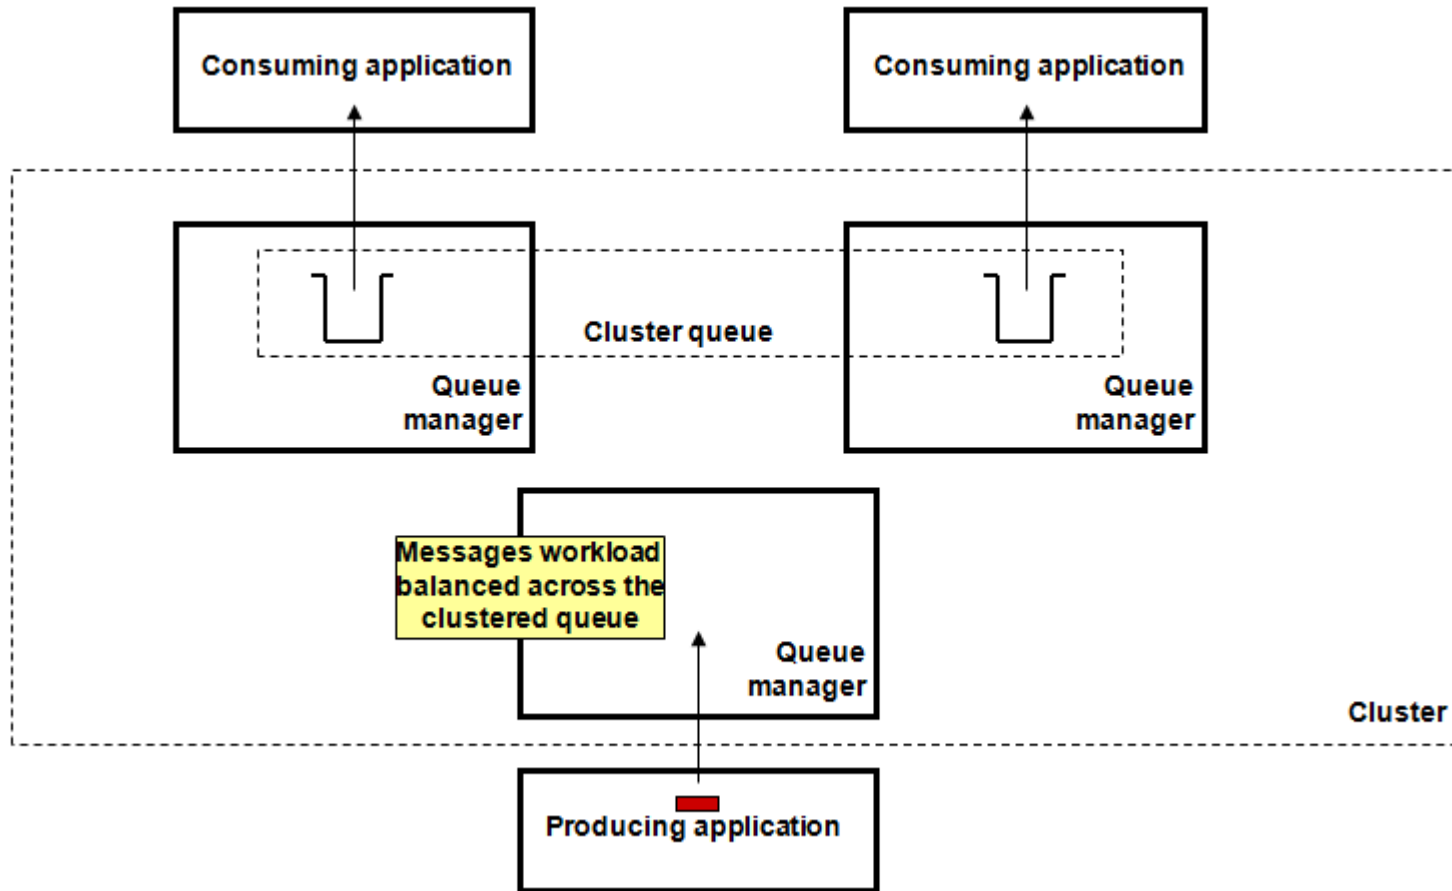 Consuming application
Consuming application
Cluster queue
Queue
manager
Queue
manager
Messages workload
balanced across the
clustered queue
Queue
manager
Cluster
Producing application